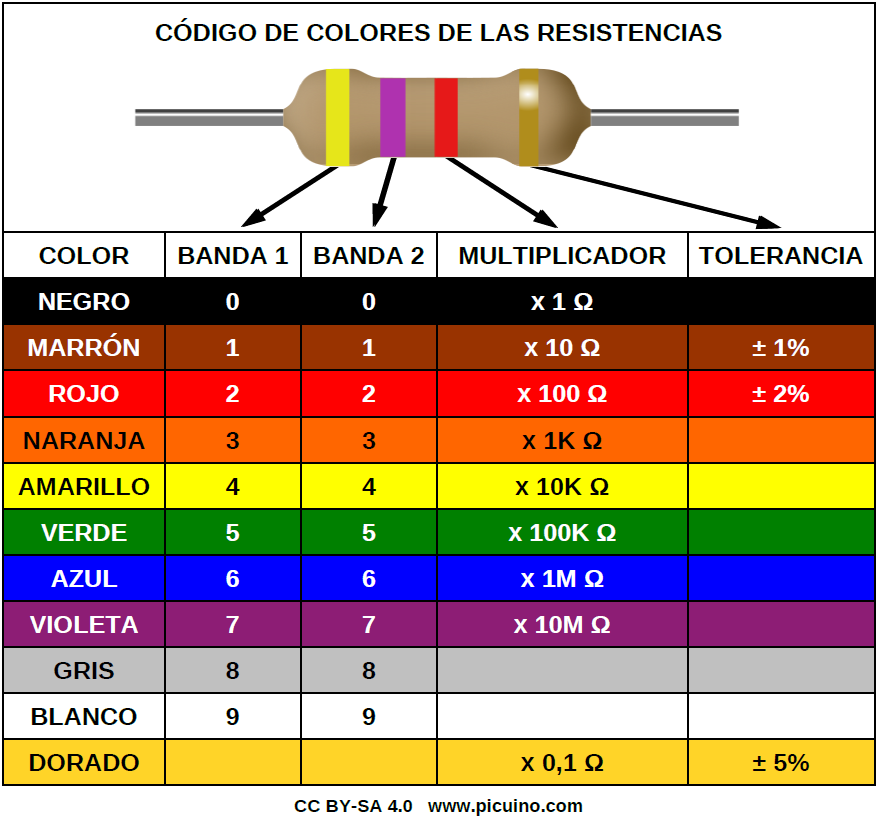 CÓDIGO DE COLORES DE LAS RESISTENCIAS
COLOR BANDA 1 BANDA 2 MULTIPLICADOR TOLERANCIA
NEGRO 0 0 x 1 Ω
MARRÓN 1 1 x 10 Ω ± 1%
ROJO 2 2 x 100 Ω ± 2%
NARANJA 3 3 x 1K Ω
AMARILLO 4 4 x 10K Ω
VERDE 5 5 x 100K Ω
AZUL 6 6 x 1M Ω
VIOLETA 7 7 x 10M Ω
GRIS 8 8
BLANCO 9 9
DORADO x 0,1 Ω ± 5%
CC BY-SA 4.0 www.picuino.com